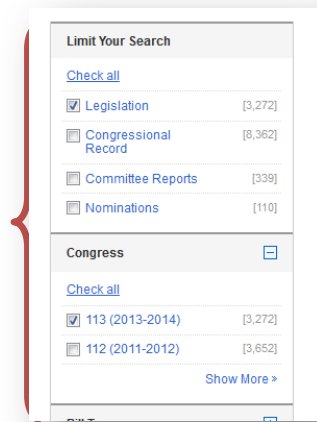 Limit Your Search
Check all
Legislation [3,272]
Congressional [8,362]
Record
Committee Reports [339]
Nominations [110]
Congress
Check all
113 (2013-2014) [3,272]
112 (2011-2012) [3,652]
Show More »